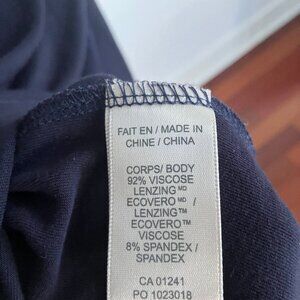 FAIT EN / MADE IN
CHINE / CHINA
CORPS/ BODY
92% VISCOSE
LENZING MD
ECOVERO MD /
LENZING™
ECOVERO™
VISCOSE
8% SPANDEX /
SPANDEX
CA 01241
PO 1023018